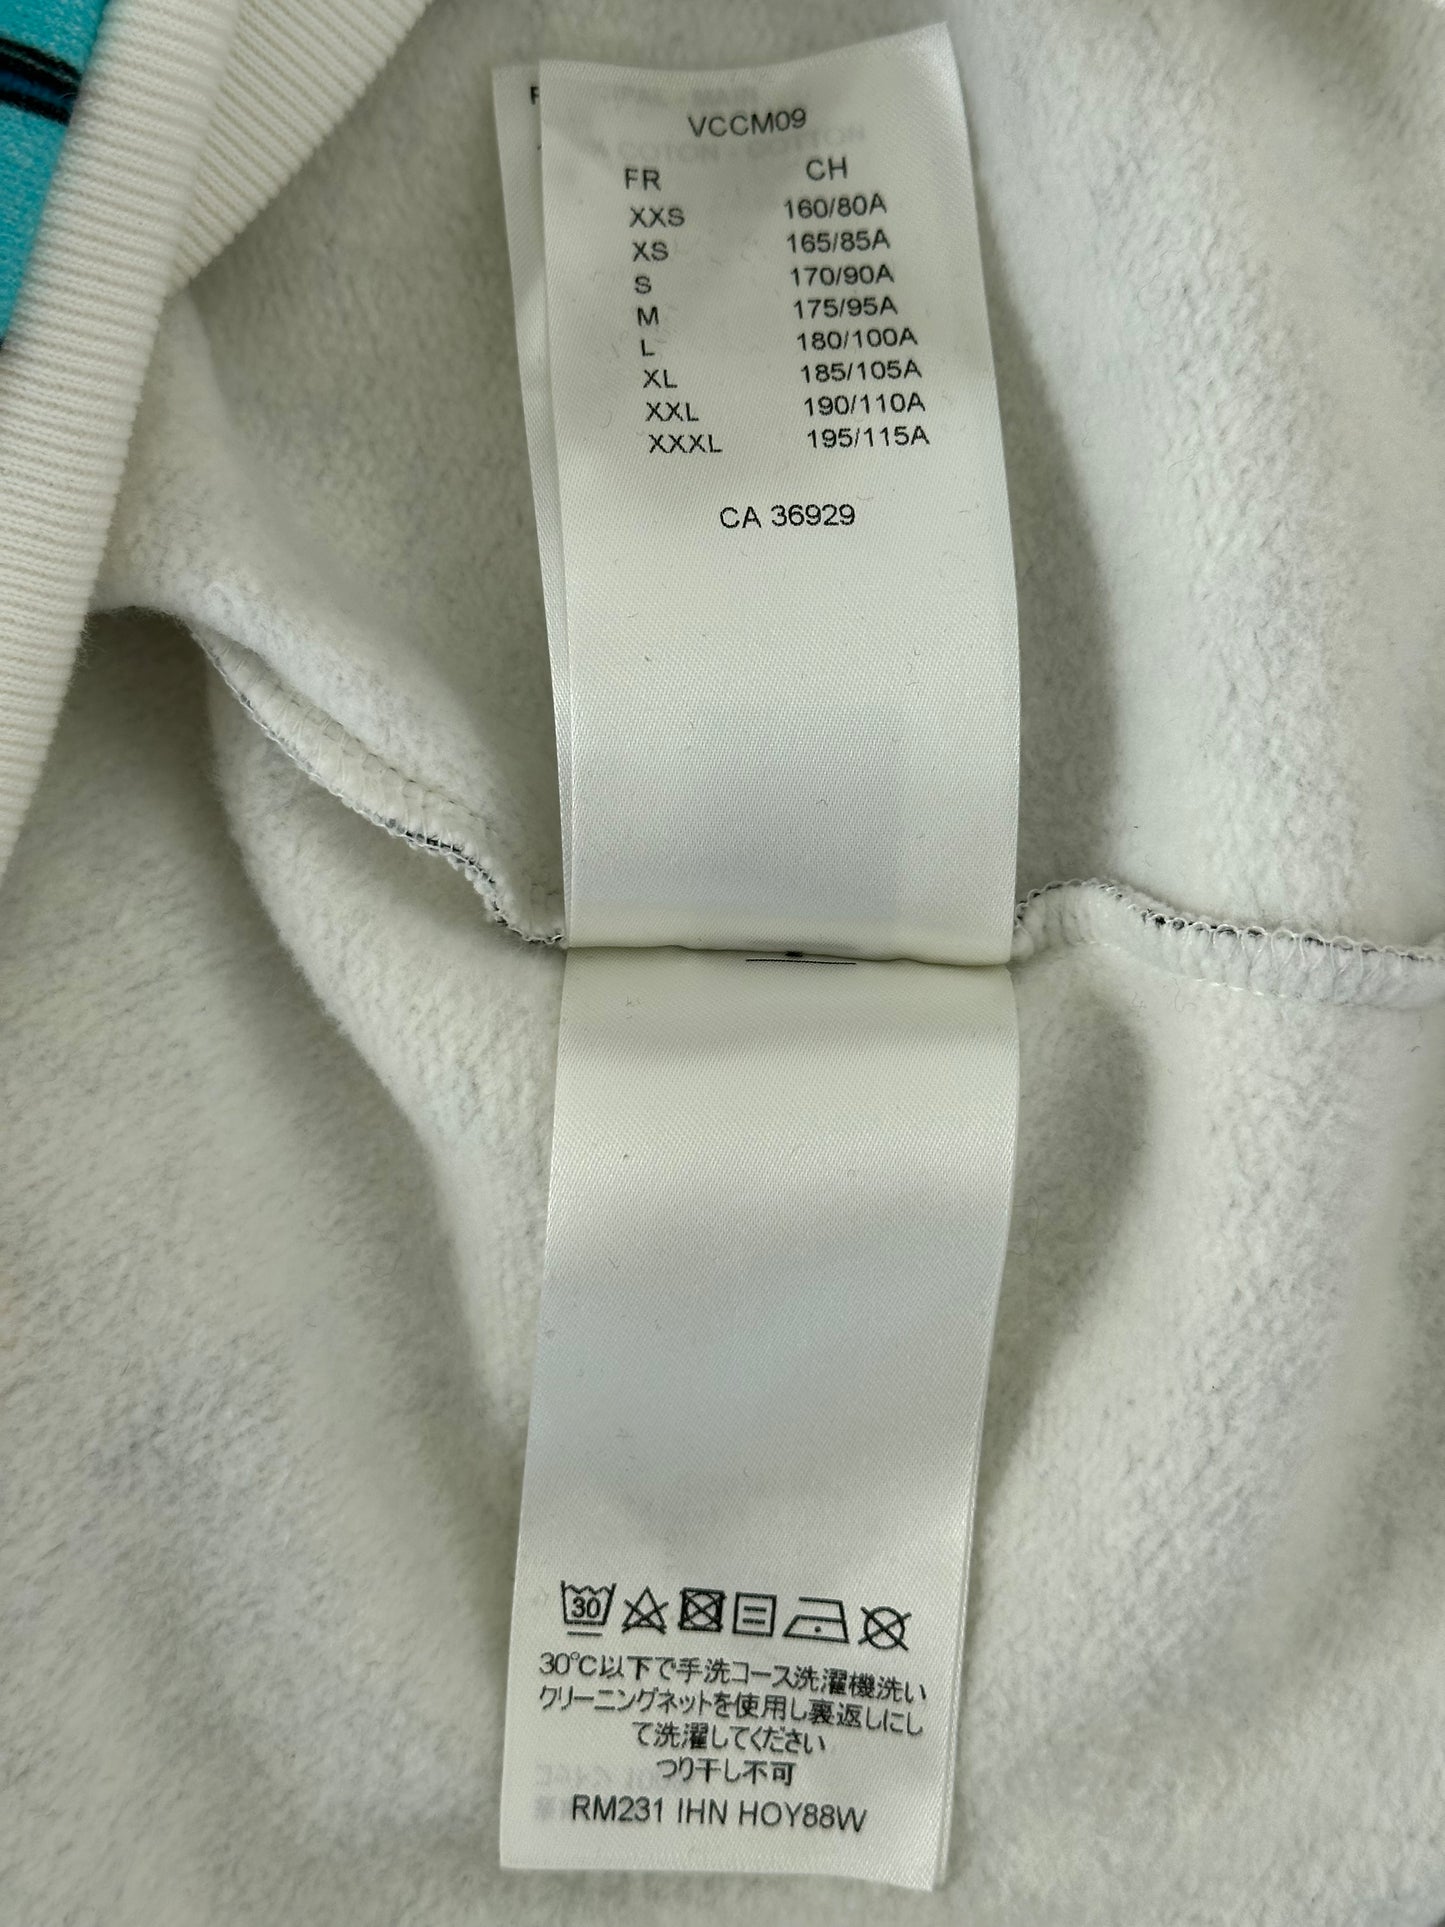 VCCM09
FR CH
XXS 160/80A
XS 165/85A
S 170/90A
M 175/95A
L 180/100A
XL 185/105A
XXL 190/110A
XXXL 195/115A
CA 36929
30
30℃以下で手洗コース洗濯機洗い
クリーニングネットを使用し裏返しにし
て洗濯してください
つり干し不可
RM231 IHN HOY88W